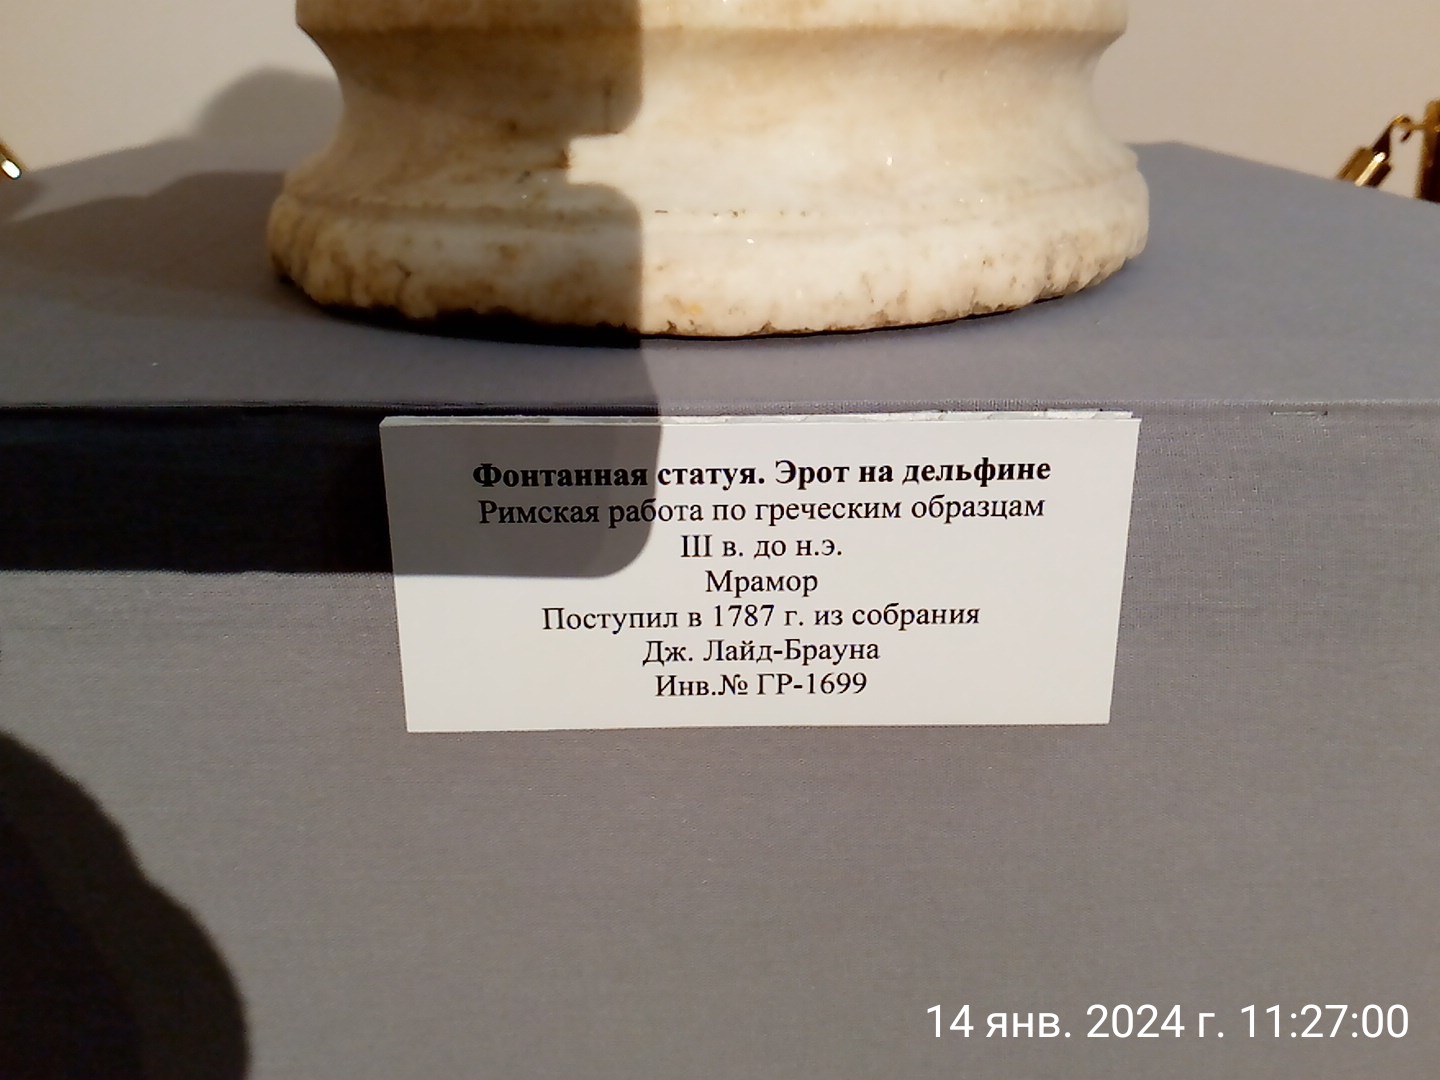 Фонтанная статуя. Эрот на дельфине
Римская работа по греческим образцам
III в. до н.э.
Мрамор
Поступил в 1787 г. из собрания
Дж. Лайд-Брауна
Инв.№ ГР-1699
14 янв. 2024 г. 11:27:00